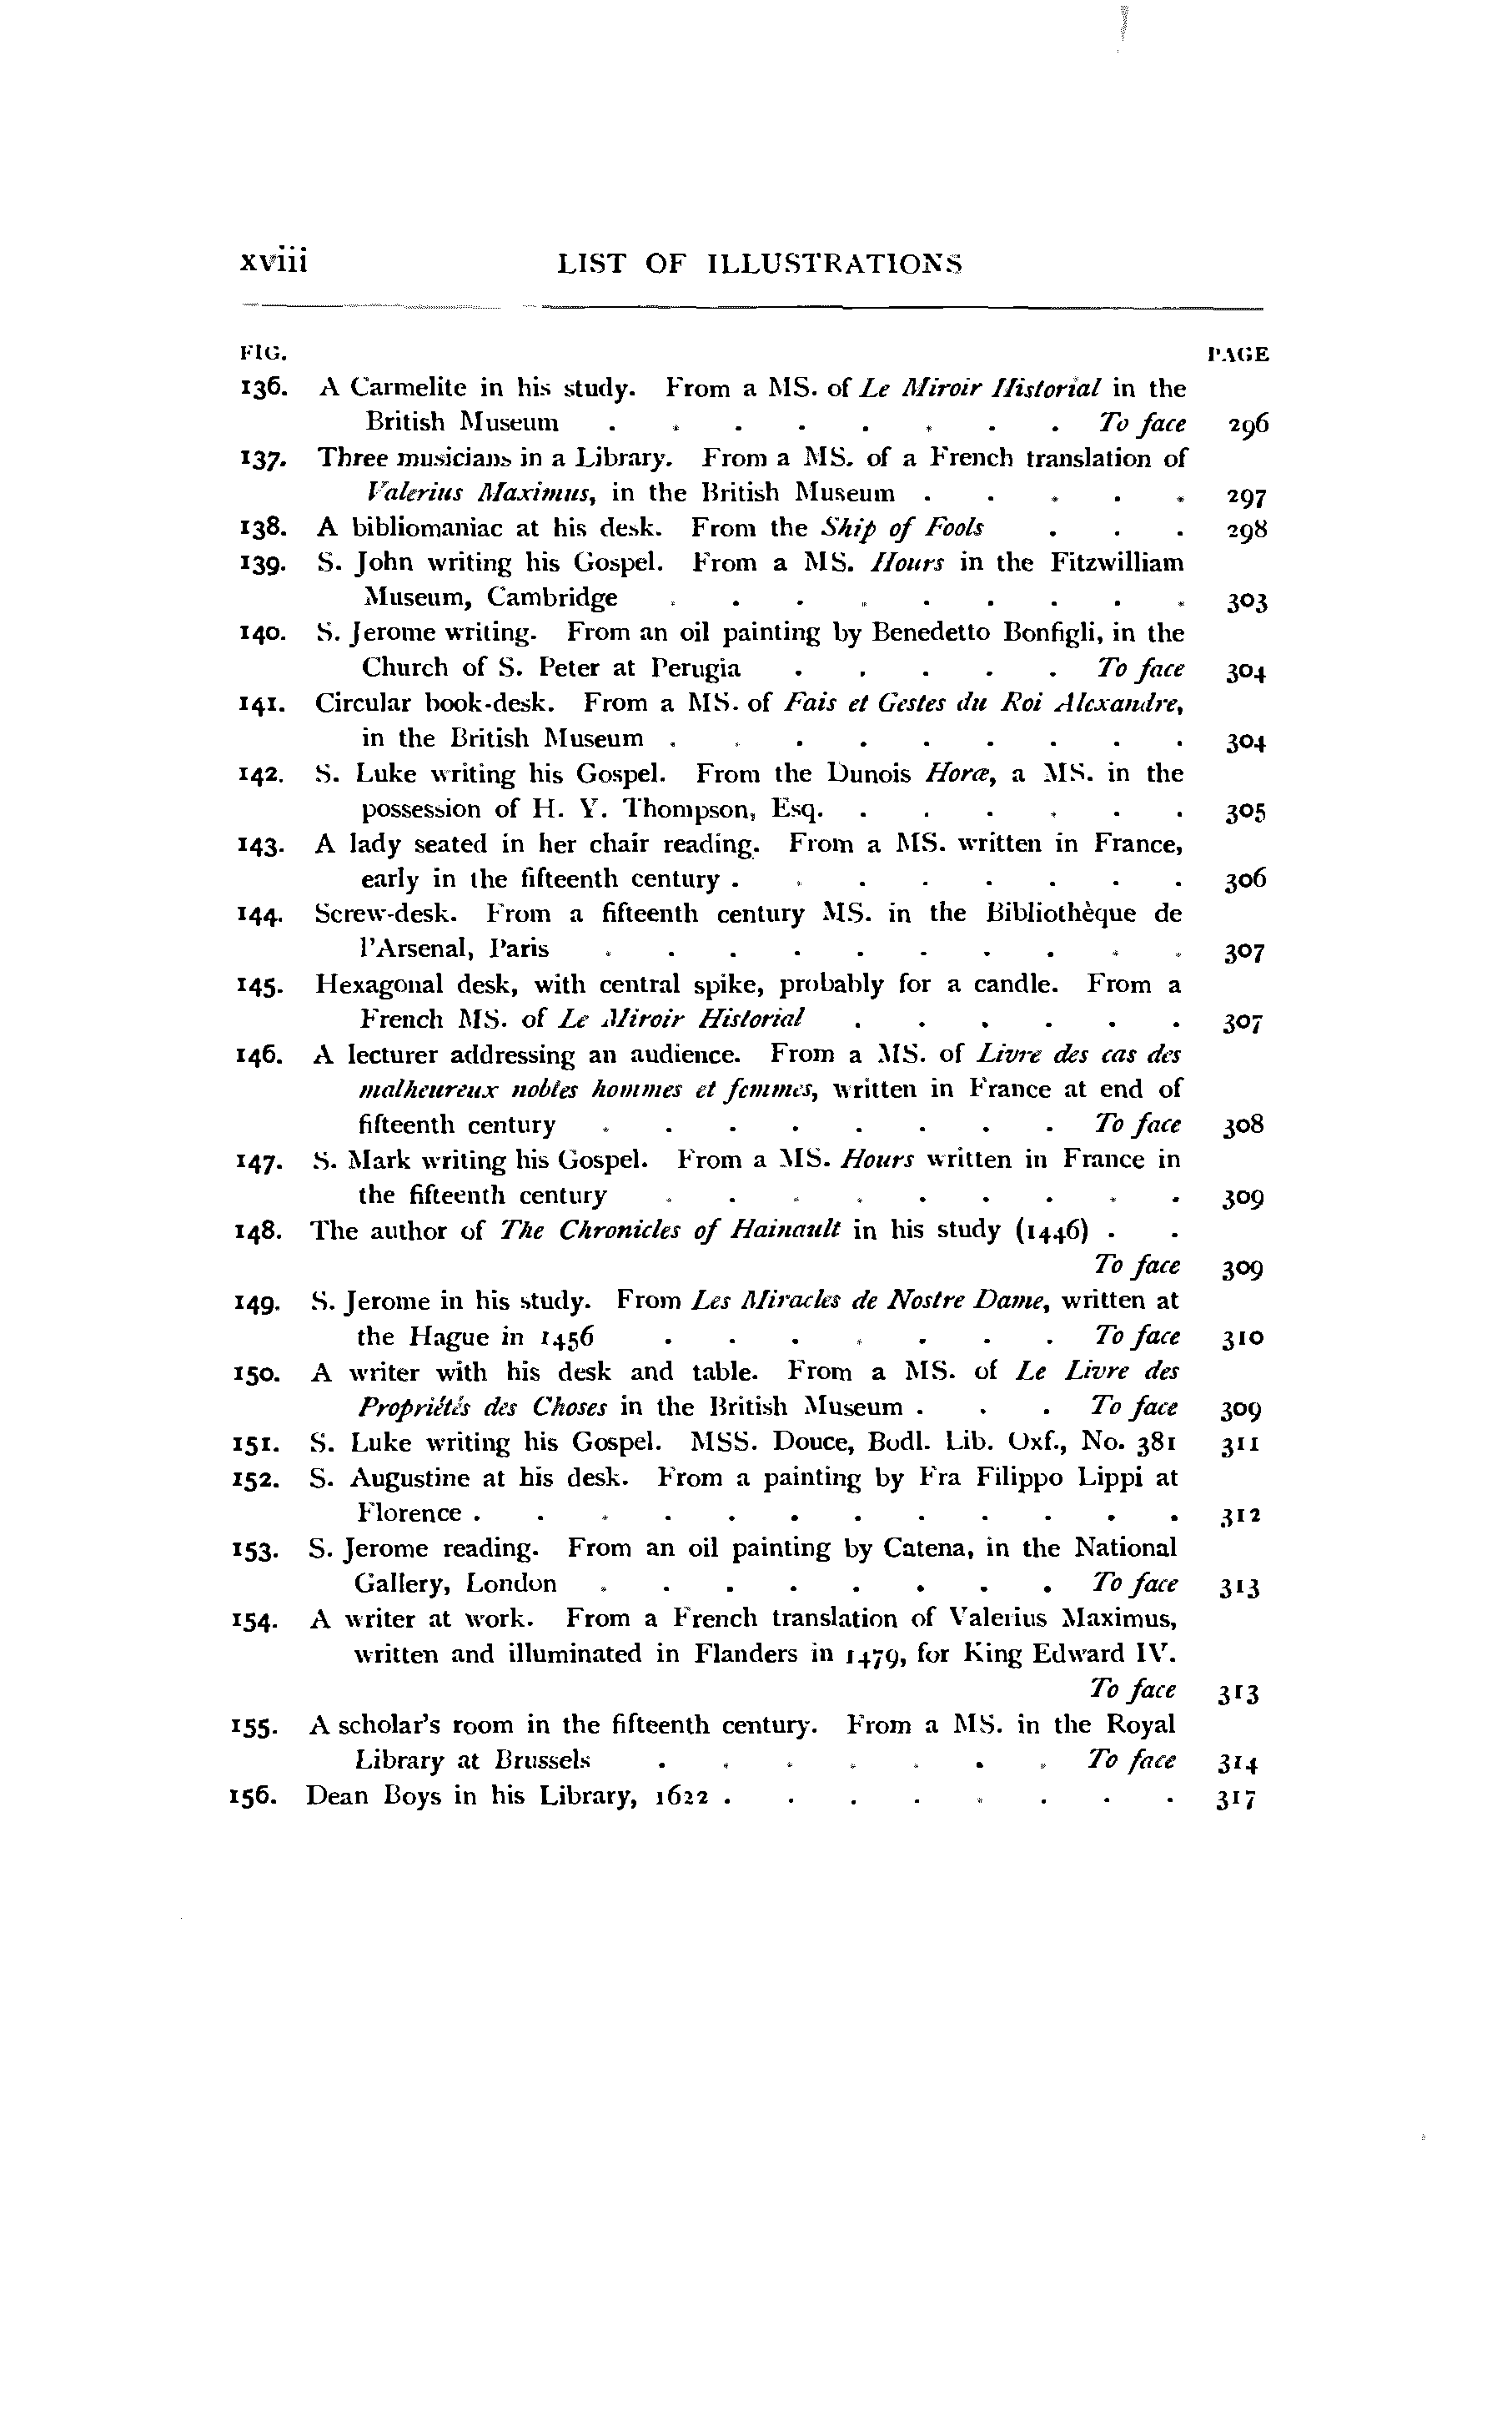 xviii LIST OF ILLUSTRATIONS
FIG. PAGE
136. A Carmelite in his study. From a MS. of Le Miroir Historial in the
British Museum . . . . . . . . To face 296
137. Three musicians in a Library. From a MS. of a French translation of
Valerius Maximus, in the British Museum . . . . . 297
138. A bibliomaniac at his desk. From the Ship of Fools . . . 298
139. S. John writing his Gospel. From a MS. Hours in the Fitzwilliam
Museum, Cambridge . . . . . . . . . 303
140. S. Jerome writing. From an oil painting by Benedetto Bonfigli, in the
Church of S. Peter at Perugia . . . . . To face 304
141. Circular book-desk. From a MS. of Fais et Gestes du Roi Alexandre,
in the British Museum . . . . . . . . . 304
142. S. Luke writing his Gospel. From the Dunois Horæ, a MS. in the
possession of H. Y. Thompson, Esq. . . . . . . 305
143. A lady seated in her chair reading. From a MS. written in France,
early in the fifteenth century . . . . . . . . 306
144. Screw-desk. From a fifteenth century MS. in the Bibliothèque de
l'Arsenal, Paris . . . . . . . . . . 307
145. Hexagonal desk, with central spike, probably for a candle. From a
French MS. of Le Miroir Historial . . . . . . 307
146. A lecturer addressing an audience. From a MS. of Livre des cas des
malheureux nobles hommes et femmes, written in France at end of
fifteenth century . . . . . . . . To face 308
147. S. Mark writing his Gospel. From a MS. Hours written in France in
the fifteenth century . . . . . . . . . 309
148. The author of The Chronicles of Hainault in his study (1446) . .
To face 309
149. S. Jerome in his study. From Les Miracles de Nostre Dame, written at
the Hague in 1456 . . . . . . . To face 310
150. A writer with his desk and table. From a MS. of Le Livre des
Propriétés des Choses in the British Museum . . . To face 309
151. S. Luke writing his Gospel. MSS. Douce, Bodl. Lib. Oxf., No. 381 311
152. S. Augustine at his desk. From a painting by Fra Filippo Lippi at
Florence . . . . . . . . . . . . 312
153. S. Jerome reading. From an oil painting by Catena, in the National
Gallery, London . . . . . . . . To face 313
154. A writer at work. From a French translation of Valerius Maximus,
written and illuminated in Flanders in 1479, for King Edward IV.
To face 313
155. A scholar's room in the fifteenth century. From a MS. in the Royal
Library at Brussels . . . . . . . To face 314
156. Dean Boys in his Library, 1622 . . . . . . . . 317